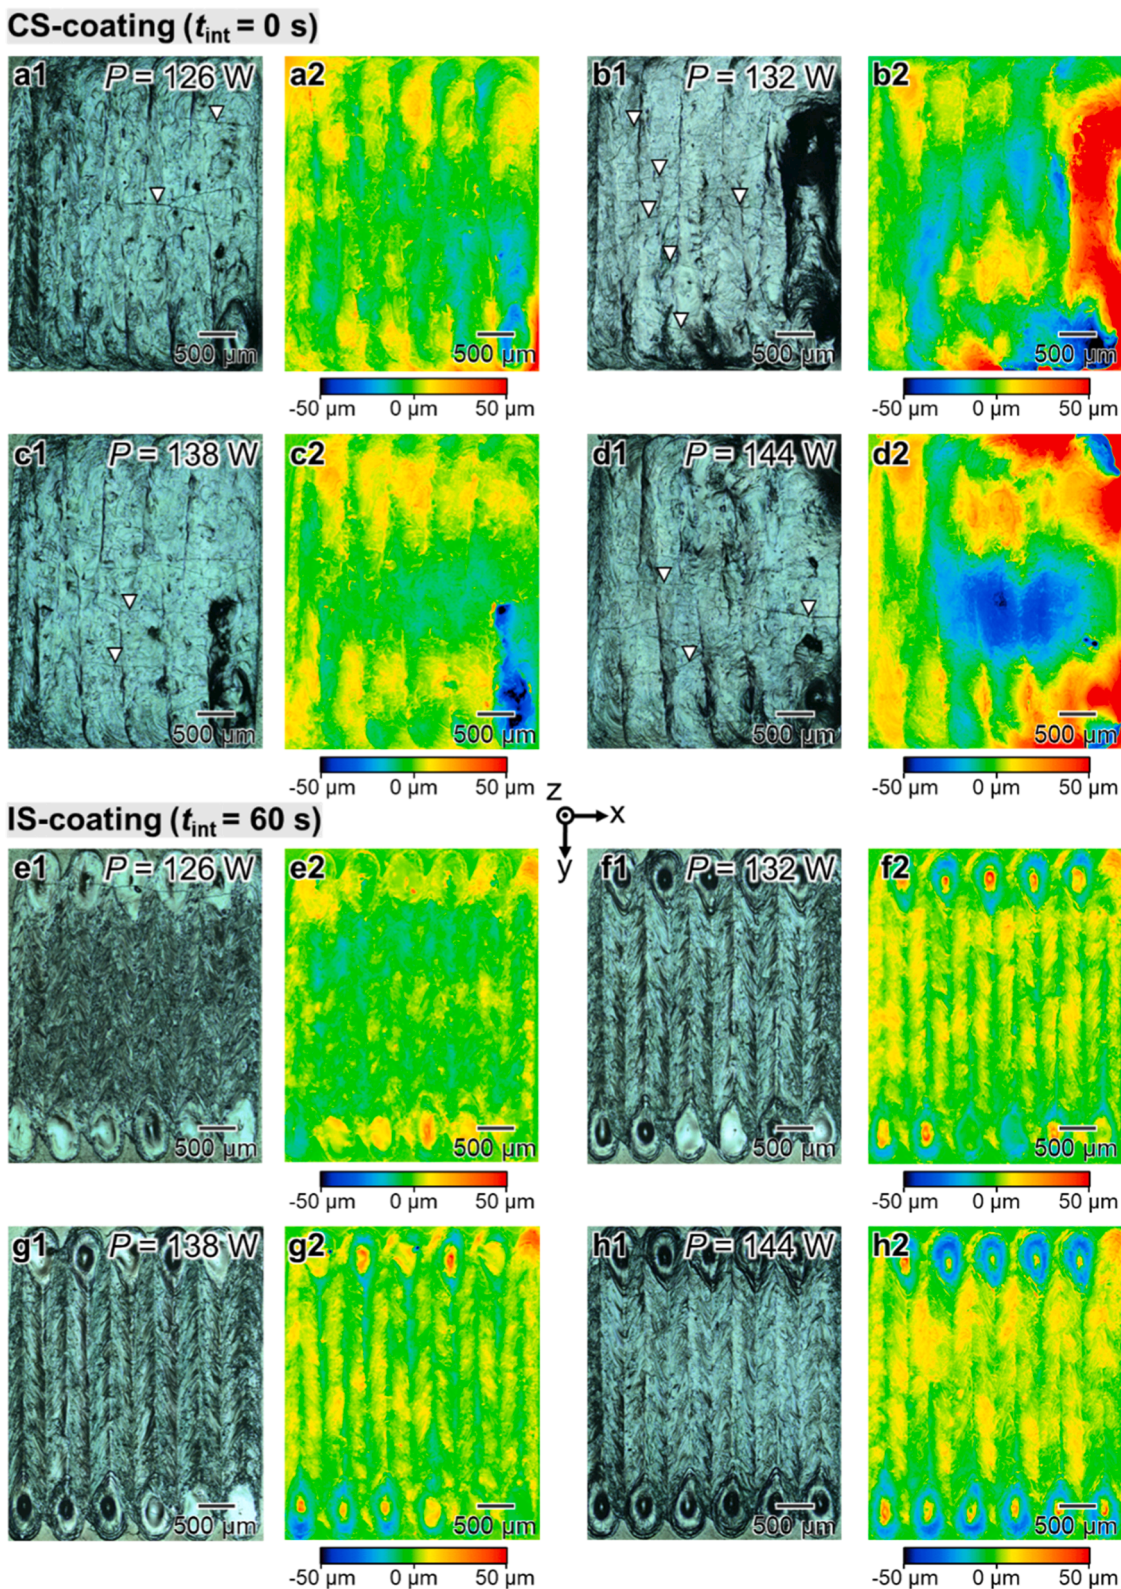 CS-coating (tint = 0 s)
a1 P = 126 W a2 b1 P = 132 W b2
500 µm 500 µm 500 µm 500 µm
-50 µm 0 µm 50 µm -50 µm 0 µm 50 µm
c1 P = 138 W c2 d1 P = 144 W d2
500 µm 500 µm 500 µm 500 µm
-50 µm 0 µm 50 µm -50 µm 0 µm 50 µm
z
x
y
IS-coating (tint = 60 s)
e1 P = 126 W e2 f1 P = 132 W f2
500 µm 500 µm 500 µm 500 µm
-50 µm 0 µm 50 µm -50 µm 0 µm 50 µm
g1 P = 138 W g2 h1 P = 144 W h2
500 µm 500 µm 500 µm 500 µm
-50 µm 0 µm 50 µm -50 µm 0 µm 50 µm